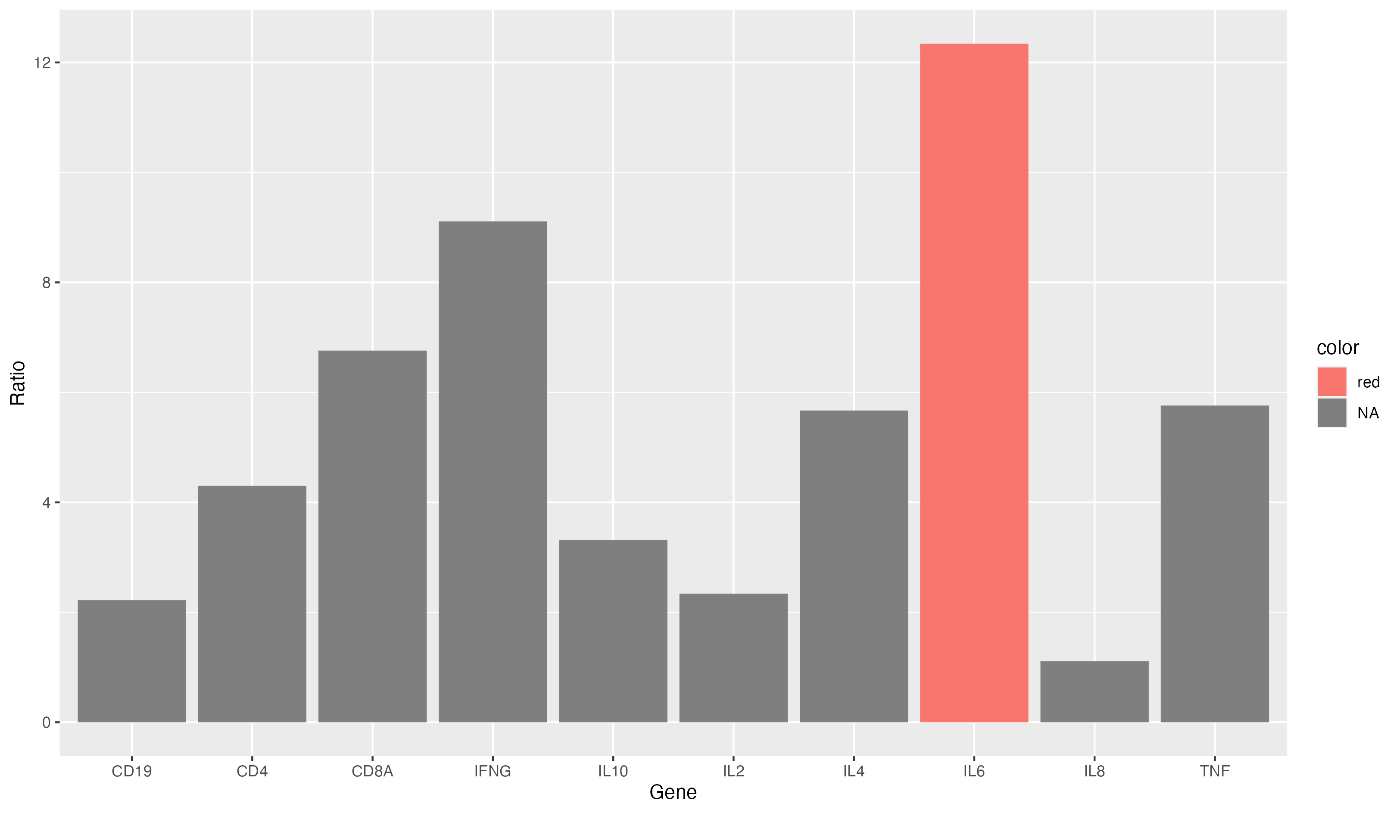 12
8
4
0
Ratio
CD19 CD4 CD8A IFNG IL10 IL2 IL4 IL6 IL8 TNF
Gene
color
red
NA